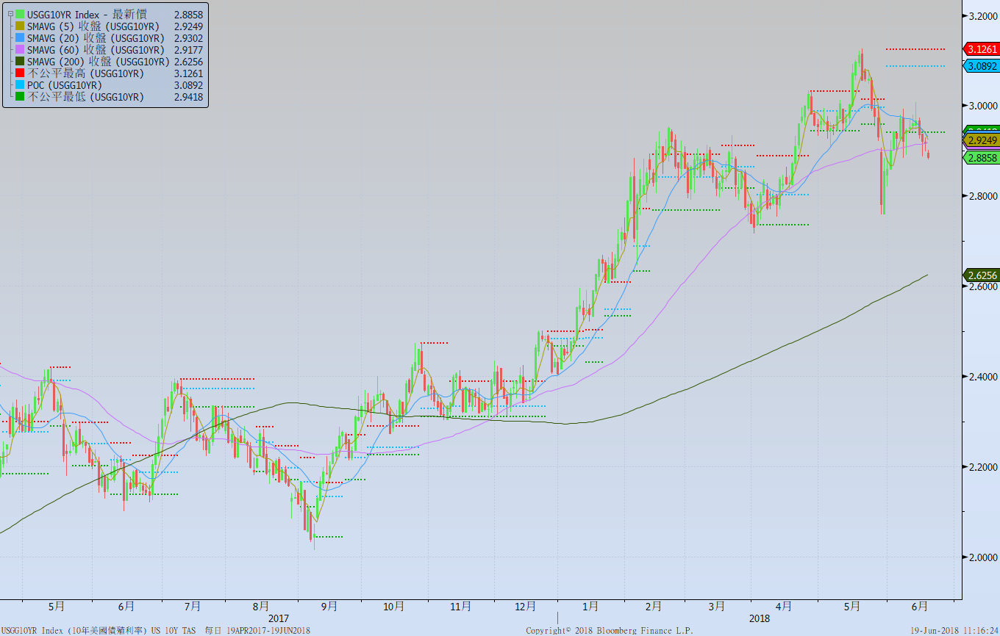 USGG10YR Index - 最新價 2.8858
SMAVG (5) 收盤 (USGG10YR) 2.9249
SMAVG (20) 收盤 (USGG10YR) 2.9302
SMAVG (60) 收盤 (USGG10YR) 2.9177
SMAVG (200) 收盤 (USGG10YR) 2.6256
不公平最高 (USGG10YR) 3.1261
POC (USGG10YR) 3.0892
不公平最低 (USGG10YR) 2.9418
3.2000
3.1261
3.0892
3.0000
2.9249
2.8858
2.8000
2.6256
2.6000
2.4000
2.2000
2.0000
5月 6月 7月 8月 9月 10月 11月 12月 1月 2月 3月 4月 5月 6月
2017 2018
USGG10YR Index (10年美國債殖利率) US 10Y TAS 每日 19APR2017-19JUN2018 Copyright© 2018 Bloomberg Finance L.P. 19-Jun-2018 11:16:24